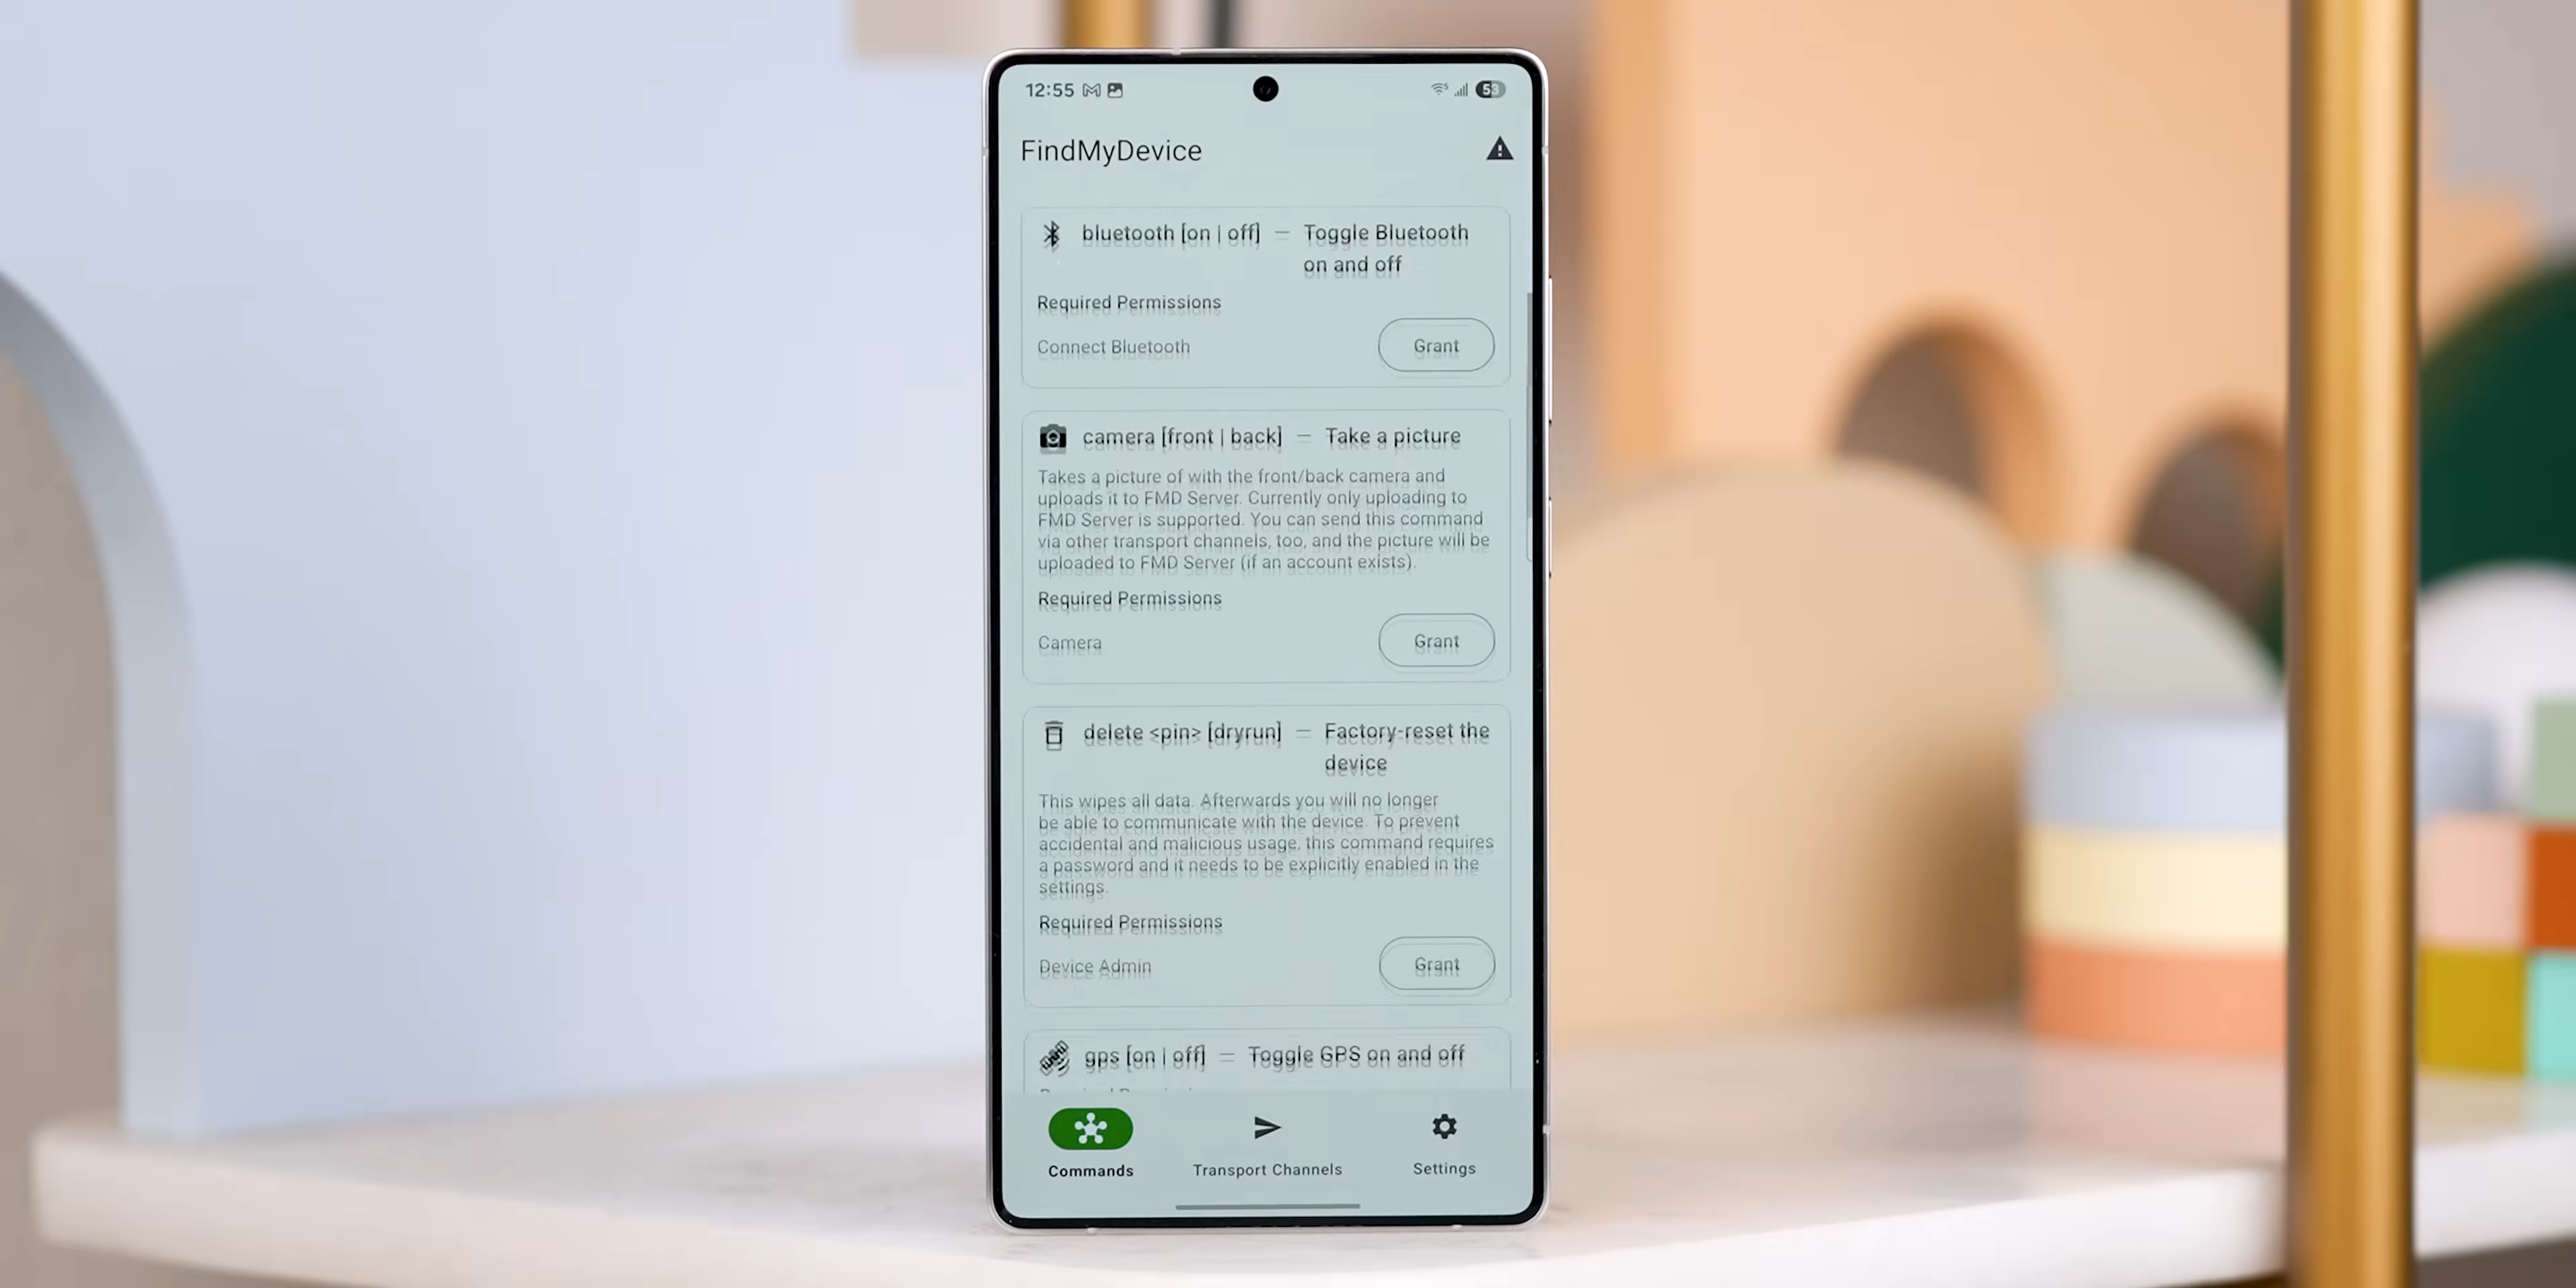 12:55
53
FindMyDevice
bluetooth [on | off] — Toggle Bluetooth
on and off
Required Permissions
Connect Bluetooth
Grant
camera [front | back] — Take a picture
Takes a picture of with the front/back camera and
uploads it to FMD Server. Currently only uploading to
FMD Server is supported. You can send this command
via other transport channels, too, and the picture will be
uploaded to FMD Server (if an account exists).
Required Permissions
Camera
Grant
delete <pin> [dryrun] — Factory-reset the
device
This wipes all data. Afterwards you will no longer
be able to communicate with the device. To prevent
accidental and malicious usage, this command requires
a password and it needs to be explicitly enabled in the
settings.
Required Permissions
Device Admin
Grant
gps [on | off] — Toggle GPS on and off
Commands
Transport Channels
Settings